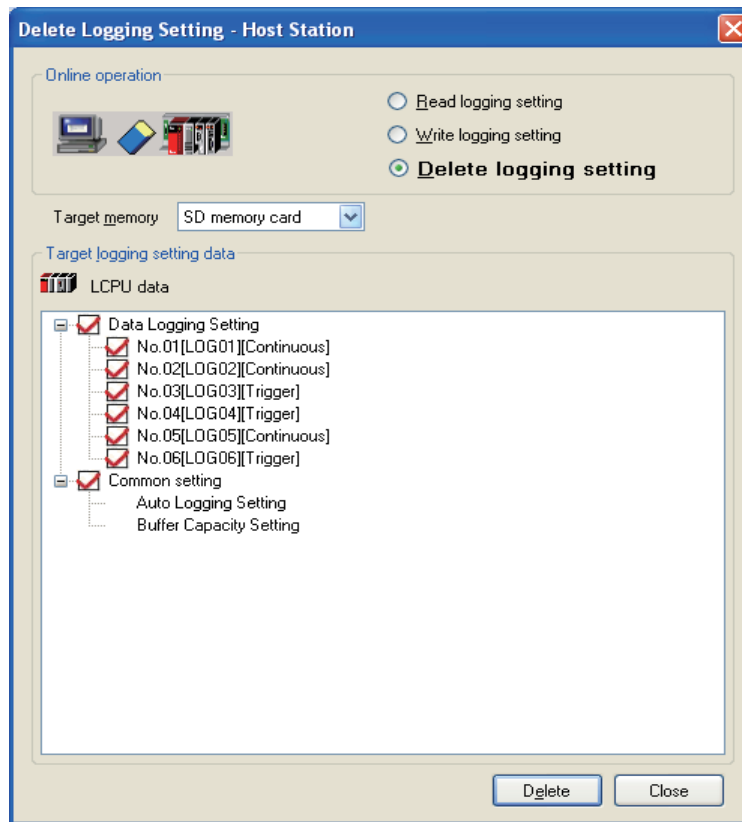 Delete Logging Setting - Host Station
Online operation
Read logging setting
Write logging setting
Delete logging setting
Target memory SD memory card
Target logging setting data
LCPU data
Data Logging Setting
No.01[LOG01][Continuous]
No.02[LOG02][Continuous]
No.03[LOG03][Trigger]
No.04[LOG04][Trigger]
No.05[LOG05][Continuous]
No.06[LOG06][Trigger]
Common setting
Auto Logging Setting
Buffer Capacity Setting
Delete Close